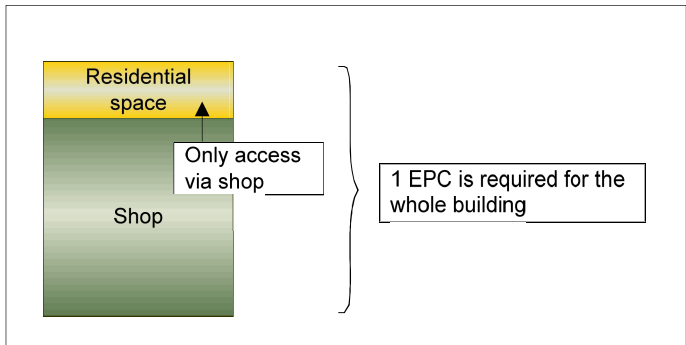 Residential
space
Only access
via shop
Shop
1 EPC is required for the
whole building